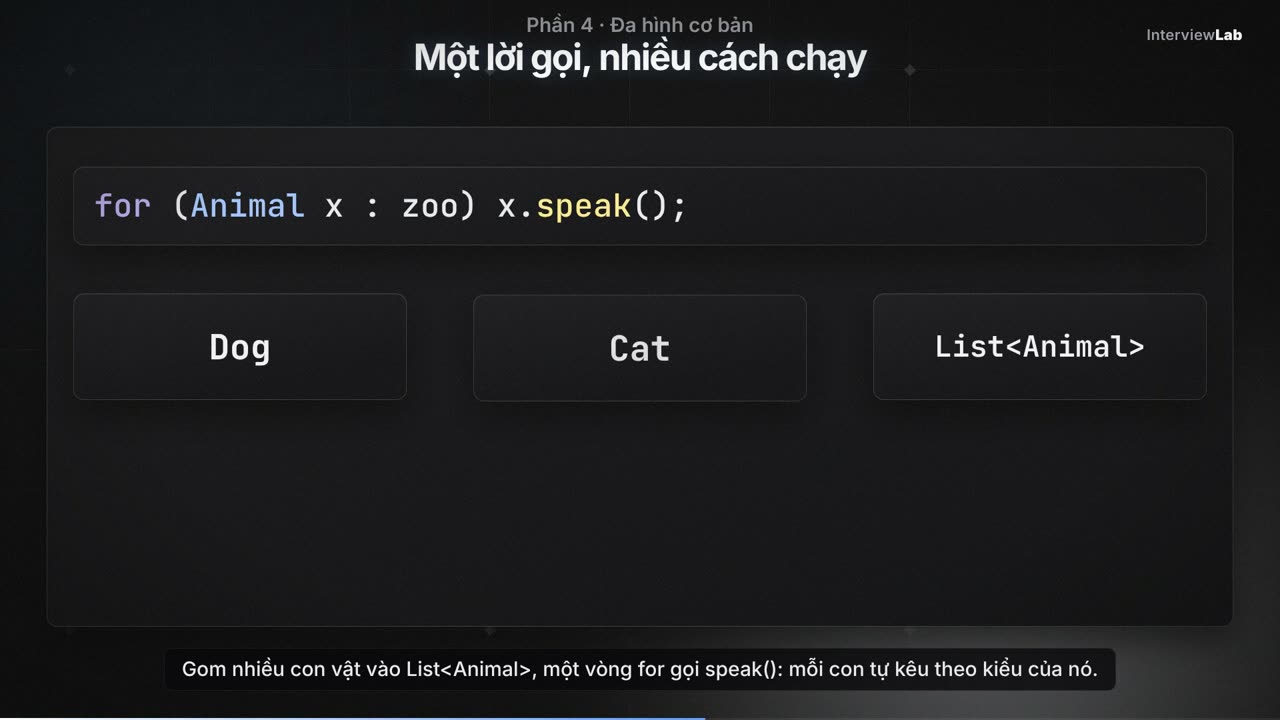 Phần 4 · Đa hình cơ bản
InterviewLab
Một lời gọi, nhiều cách chạy
for (Animal x : zoo) x.speak();
Dog
Cat
List<Animal>
Gom nhiều con vật vào List<Animal>, một vòng for gọi speak(): mỗi con tự kêu theo kiểu của nó.